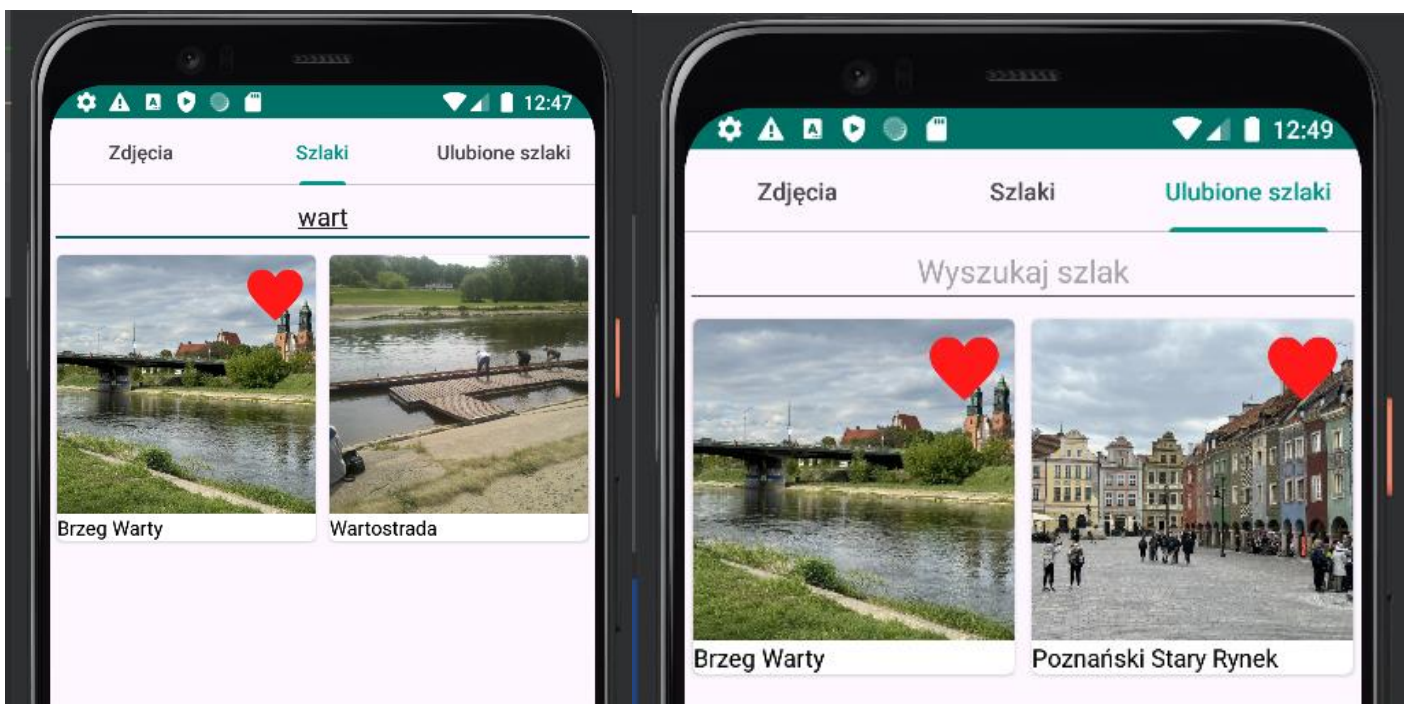 12:47
Zdjęcia Szlaki Ulubione szlaki
wart
Brzeg Warty Wartostrada
12:49
Zdjęcia Szlaki Ulubione szlaki
Wyszukaj szlak
Brzeg Warty Poznański Stary Rynek